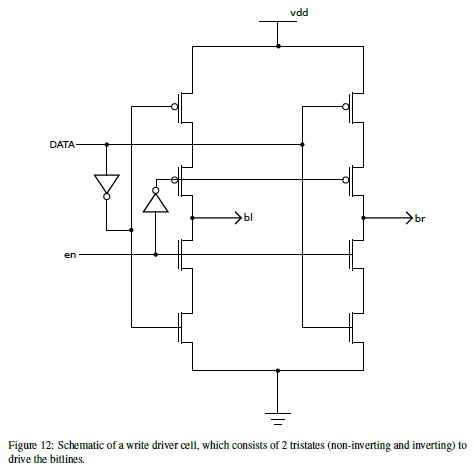 vdd
DATA
bl
br
en
Figure 12: Schematic of a write driver cell, which consists of 2 tristates (non-inverting and inverting) to
drive the bitlines.